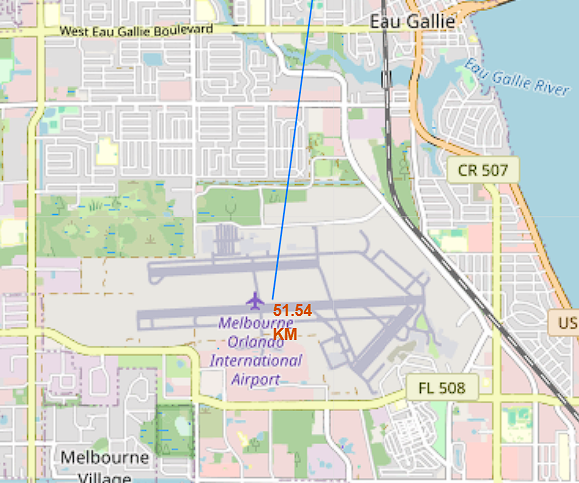 Eau Gallie
West Eau Gallie Boulevard
Eau Gallie River
CR 507
51.54
KM
US
Melbourne
Orlando
International
Airport
FL 508
Melbourne
Village